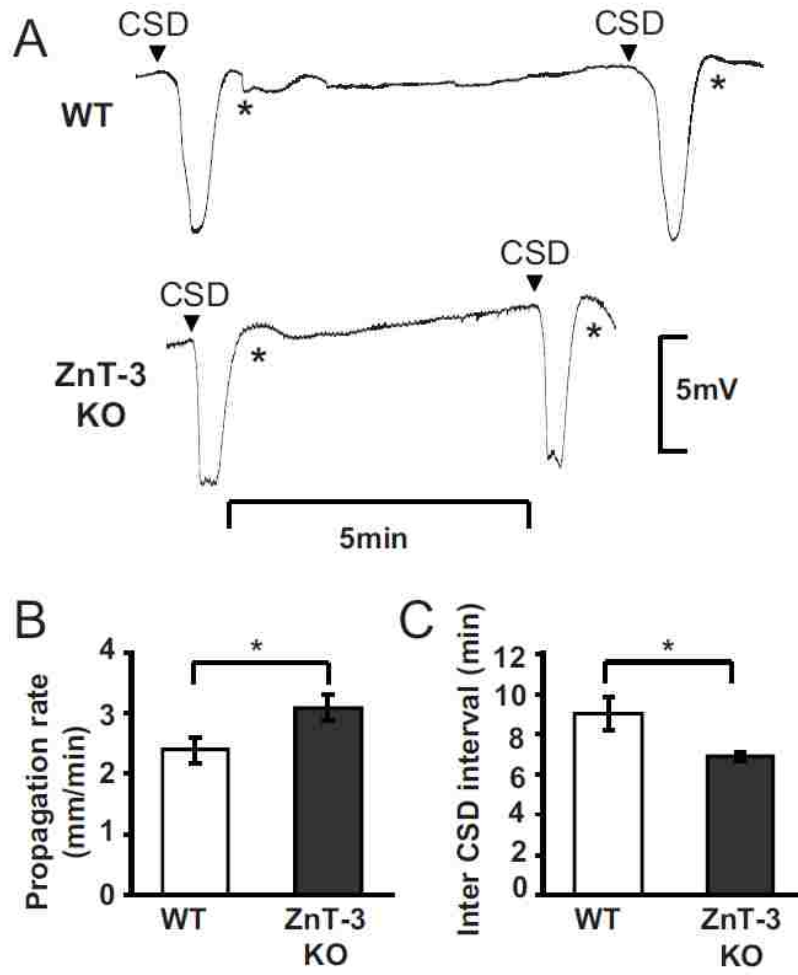 A
CSD
CSD
*
*
WT
CSD
CSD
*
*
ZnT-3
KO
5mV
5min
B
Propagation rate
(mm/min)
4
3
2
1
0
*
WT
ZnT-3
KO
C
Inter CSD interval (min)
12
10
8
6
4
2
0
*
WT
ZnT-3
KO